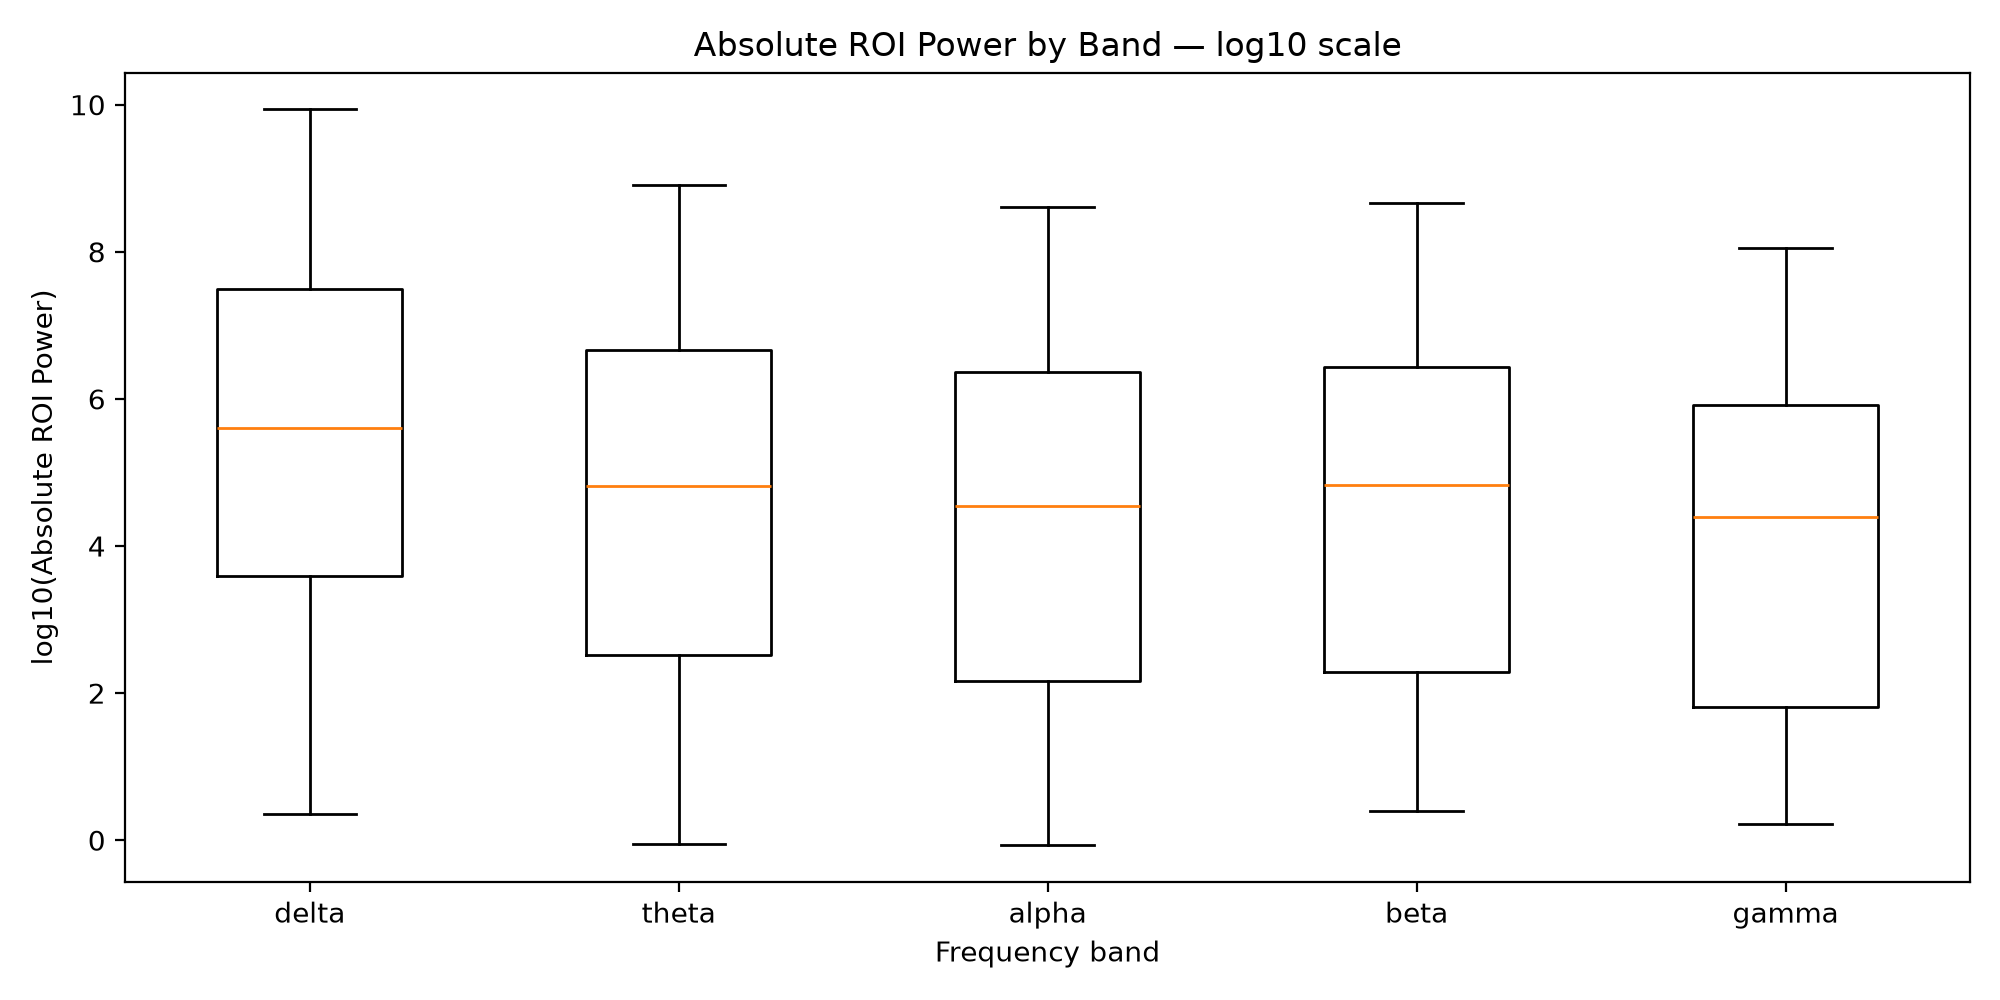 Absolute ROI Power by Band — log10 scale
log10(Absolute ROI Power)
10
8
6
4
2
0
delta theta alpha beta gamma
Frequency band